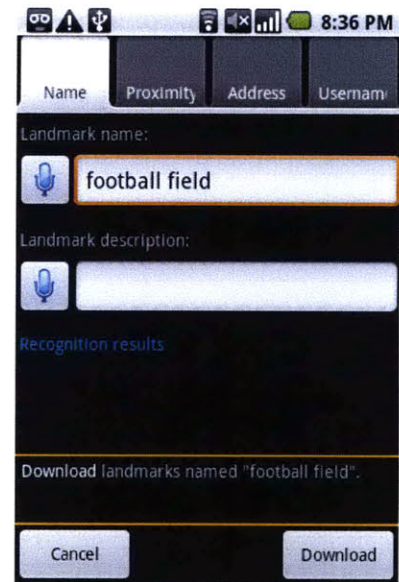 8:36 PM
Name Proximity Address Usernam
Landmark name:
football field
Landmark description:
Recognition results
Download landmarks named "football field".
Cancel Download